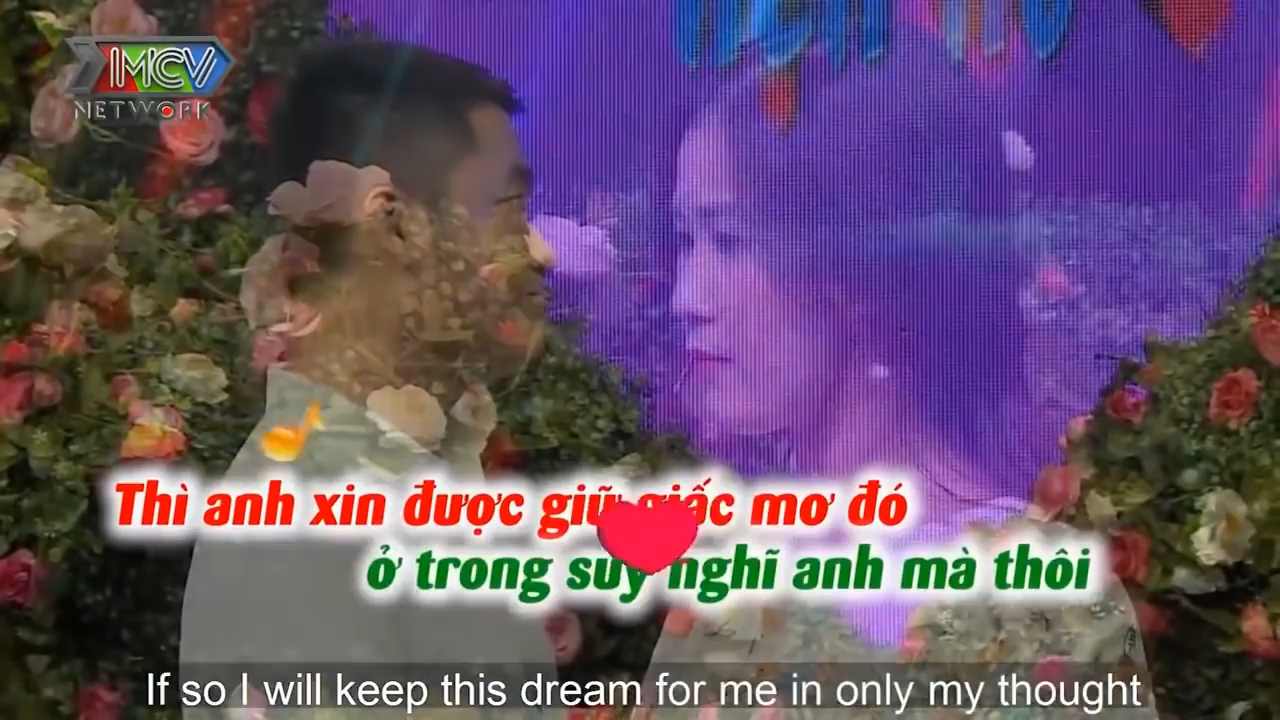 MCV
NETWORK
Thì anh xin được giữ giấc mơ đó
ở trong suy nghĩ anh mà thôi
If so I will keep this dream for me in only my thought